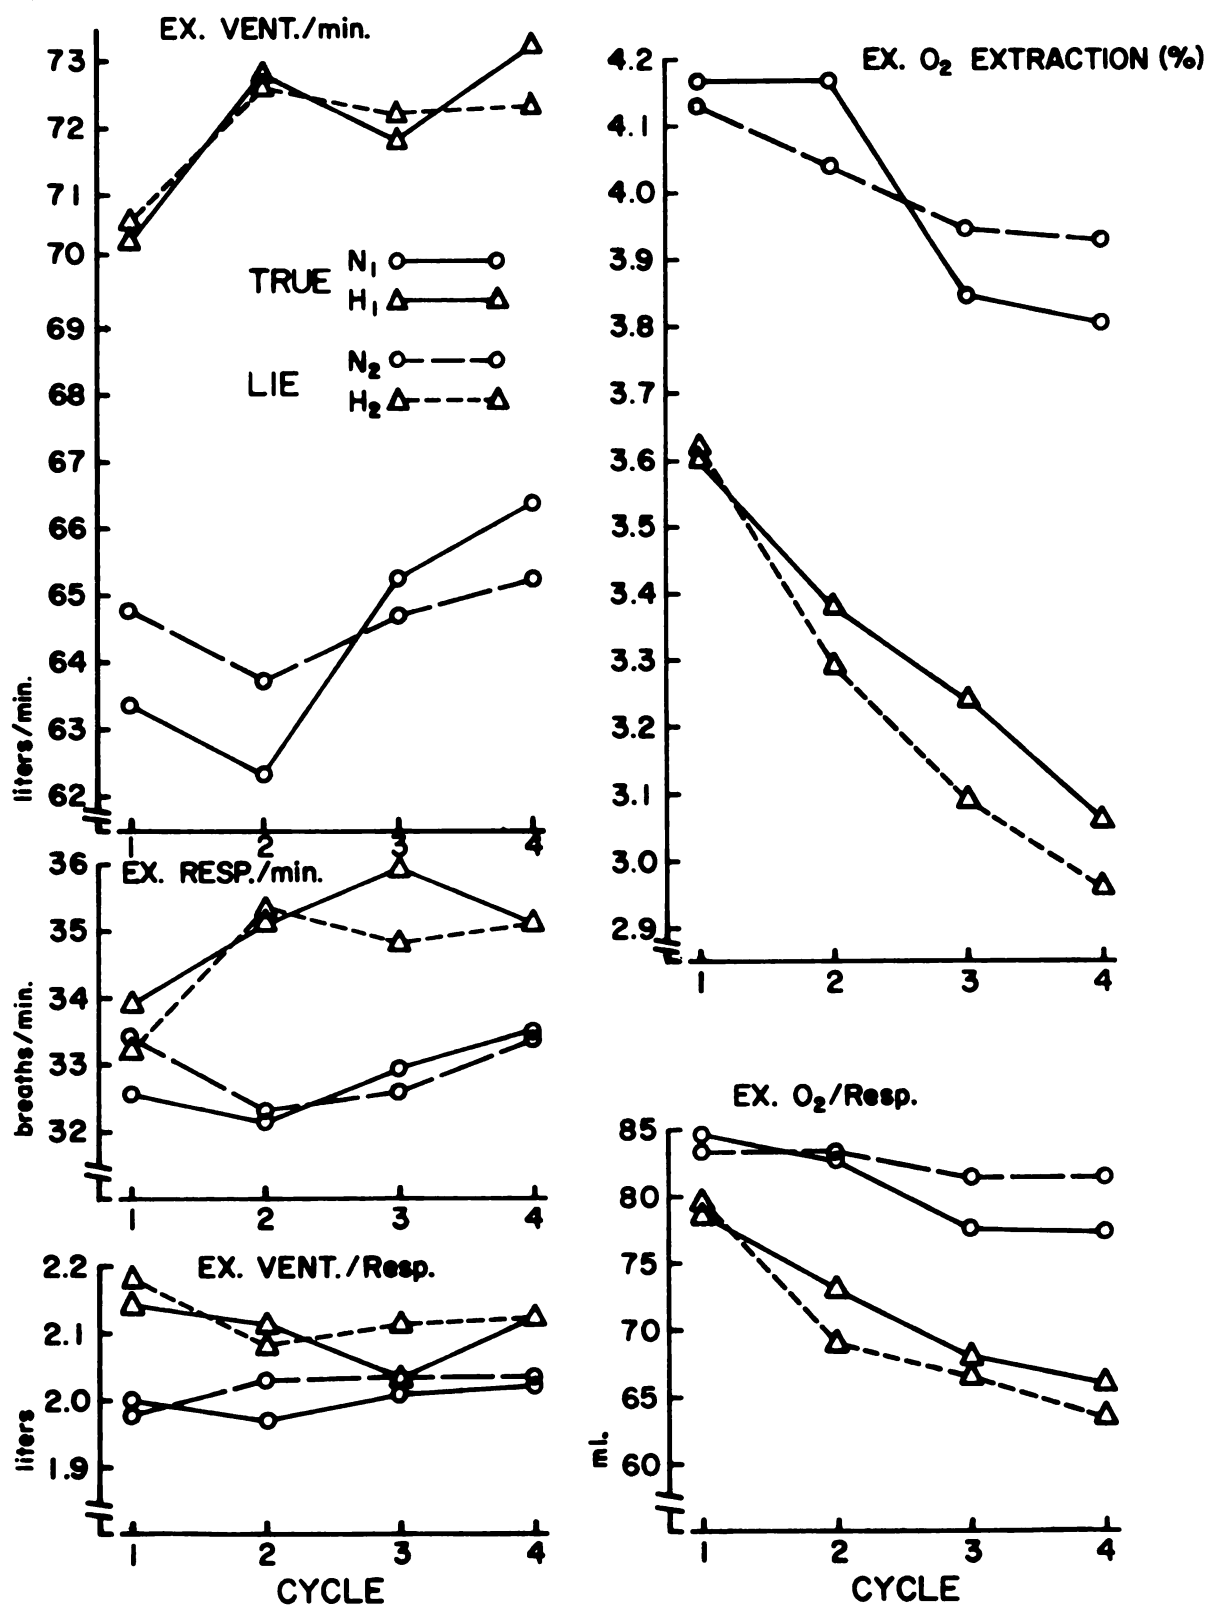 EX. VENT./min.
73
72
71
70
69
68
67
66
65
64
63
62
liters/min.
TRUE
N1
H1
LIE
N2
H2
1 2 3 4
EX. RESP./min.
36
35
34
33
32
breaths/min.
1 2 3 4
EX. VENT./Resp.
2.2
2.1
2.0
1.9
liters
1 2 3 4
CYCLE
EX. O2 EXTRACTION (%)
4.2
4.1
4.0
3.9
3.8
3.7
3.6
3.5
3.4
3.3
3.2
3.1
3.0
2.9
1 2 3 4
EX. O2/Resp.
85
80
75
70
65
60
ml.
1 2 3 4
CYCLE